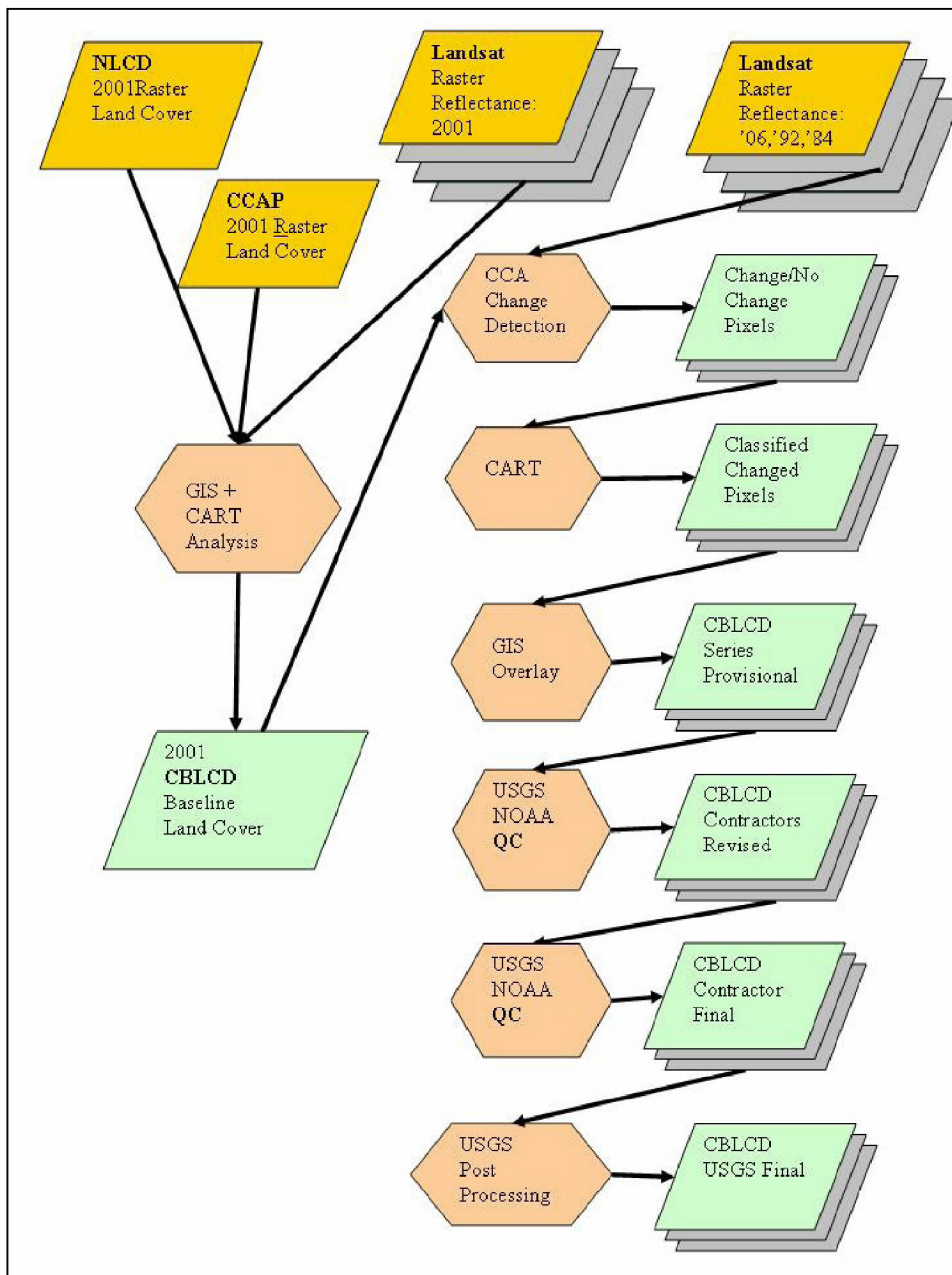 NLCD
2001Raster
Land Cover
Landsat
Raster
Reflectance:
2001
Landsat
Raster
Reflectance:
’06,’92,’84
CCAP
2001 Raster
Land Cover
CCA
Change
Detection
Change/No
Change
Pixels
GIS +
CART
Analysis
CART
Classified
Changed
Pixels
GIS
Overlay
CBLCD
Series
Provisional
2001
CBLCD
Baseline
Land Cover
USGS
NOAA
QC
CBLCD
Contractors
Revised
USGS
NOAA
QC
CBLCD
Contractor
Final
USGS
Post
Processing
CBLCD
USGS Final